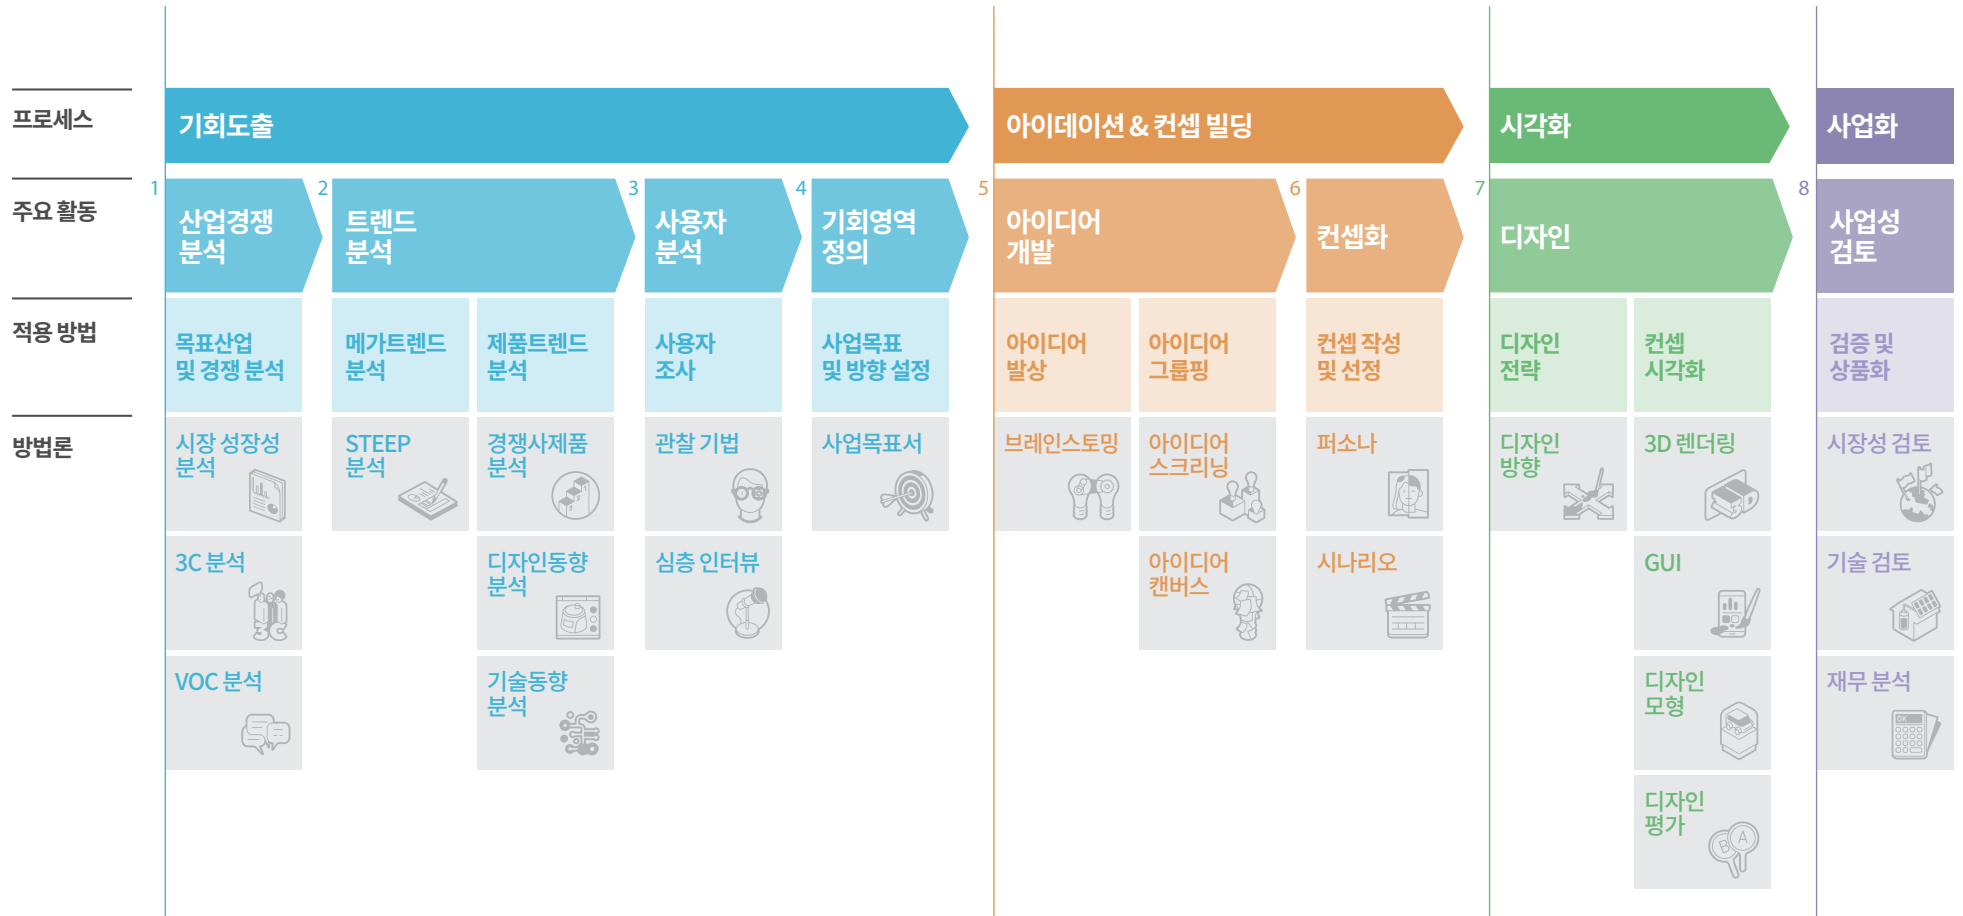 프로세스
기회도출
아이데이션 & 컨셉 빌딩
시각화
사업화
주요 활동
1
산업경쟁
분석
2
트렌드
분석
3
사용자
분석
4
기회영역
정의
5
아이디어
개발
6
컨셉화
7
디자인
8
사업성
검토
적용 방법
목표산업
및 경쟁 분석
메가트렌드
분석
제품트렌드
분석
사용자
조사
사업목표
및 방향 설정
아이디어
발상
아이디어
그룹핑
컨셉 작성
및 선정
디자인
전략
컨셉
시각화
검증 및
상품화
방법론
시장 성장성
분석
STEEP
분석
경쟁사제품
분석
관찰 기법
사업목표서
브레인스토밍
아이디어
스크리닝
퍼소나
디자인
방향
3D 렌더링
시장성 검토
3C 분석
3C
디자인동향
분석
심층 인터뷰
아이디어
캔버스
시나리오
GUI
기술 검토
VOC 분석
기술동향
분석
디자인
모형
재무 분석
OK
디자인
평가
B
A